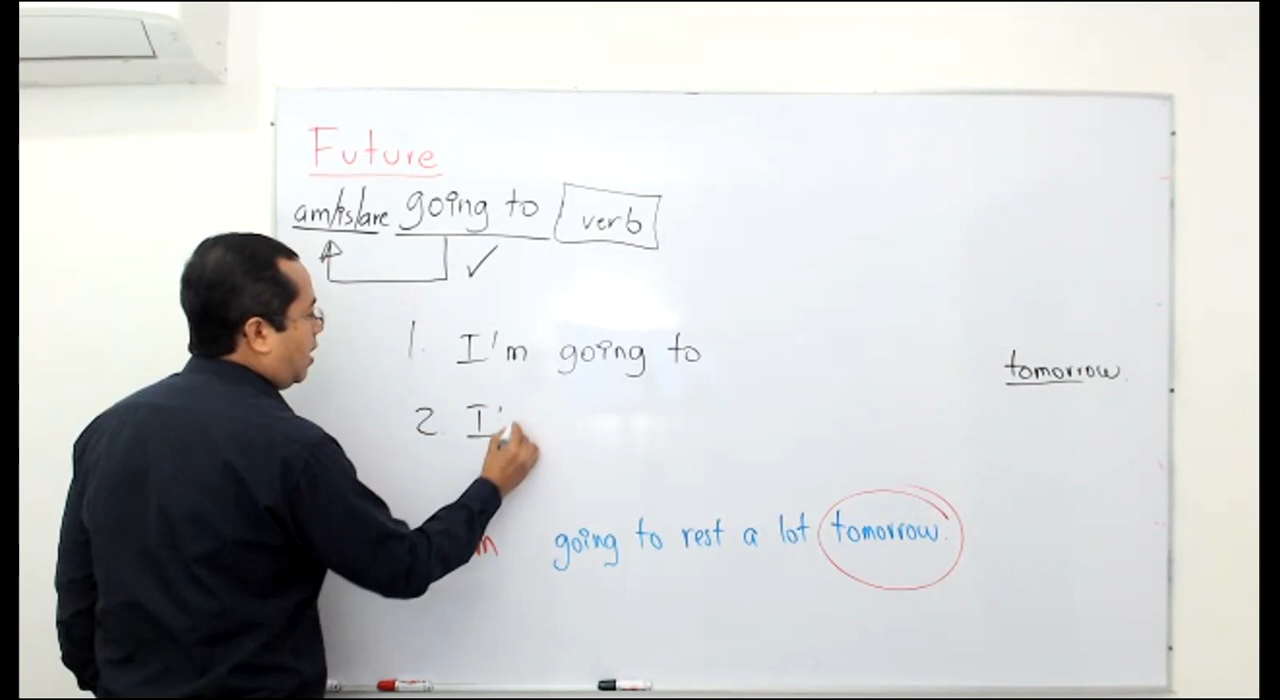 Future
am/is/are going to verb
1. I'm going to
tomorrow.
2. I'
going to rest a lot tomorrow.